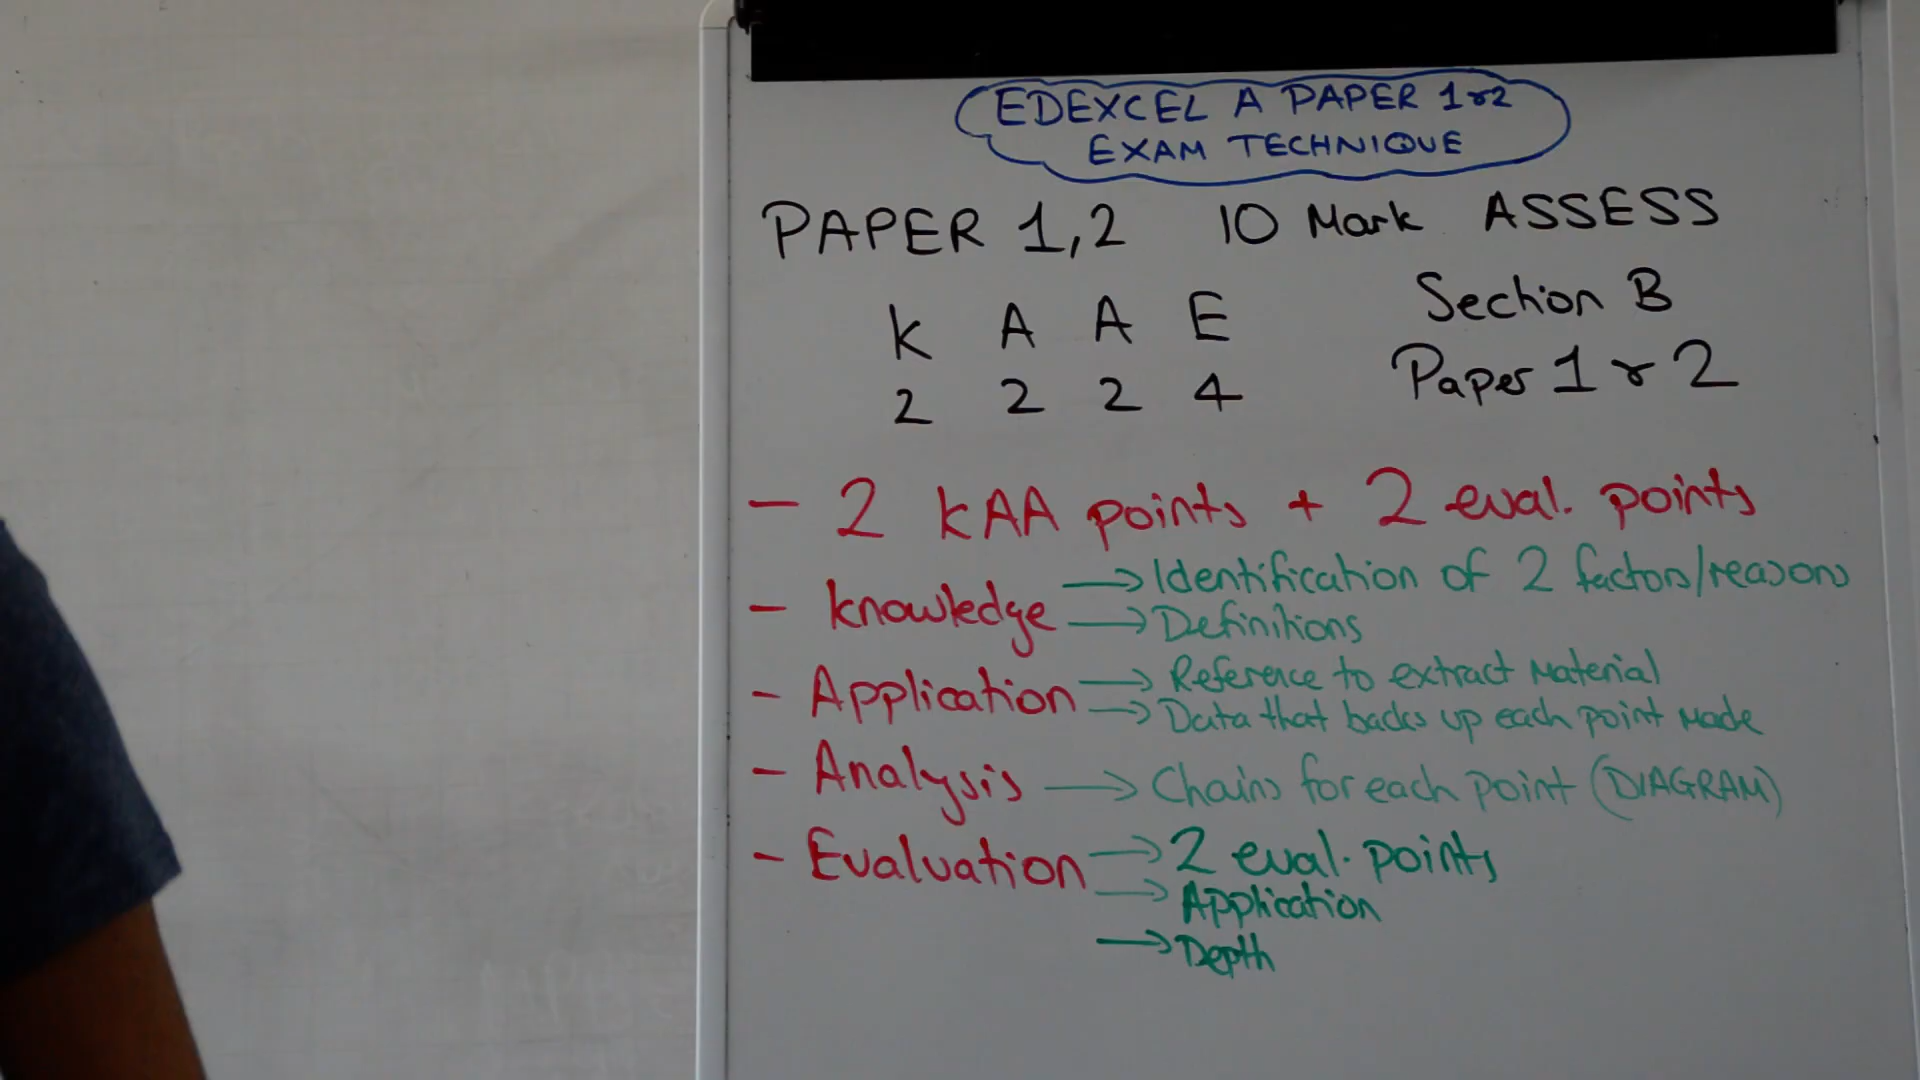 EDEXCEL A PAPER 1 & 2
EXAM TECHNIQUE
PAPER 1,2 10 Mark ASSESS
K A A E
2 2 2 4
Section B
Paper 1 & 2
- 2 KAA points + 2 eval. points
- Knowledge → Identification of 2 factors/reasons
→ Definitions
- Application → Reference to extract Material
→ Data that backs up each point Made
- Analysis → Chains for each point (DIAGRAM)
- Evaluation → 2 eval. points
→ Application
→ Depth